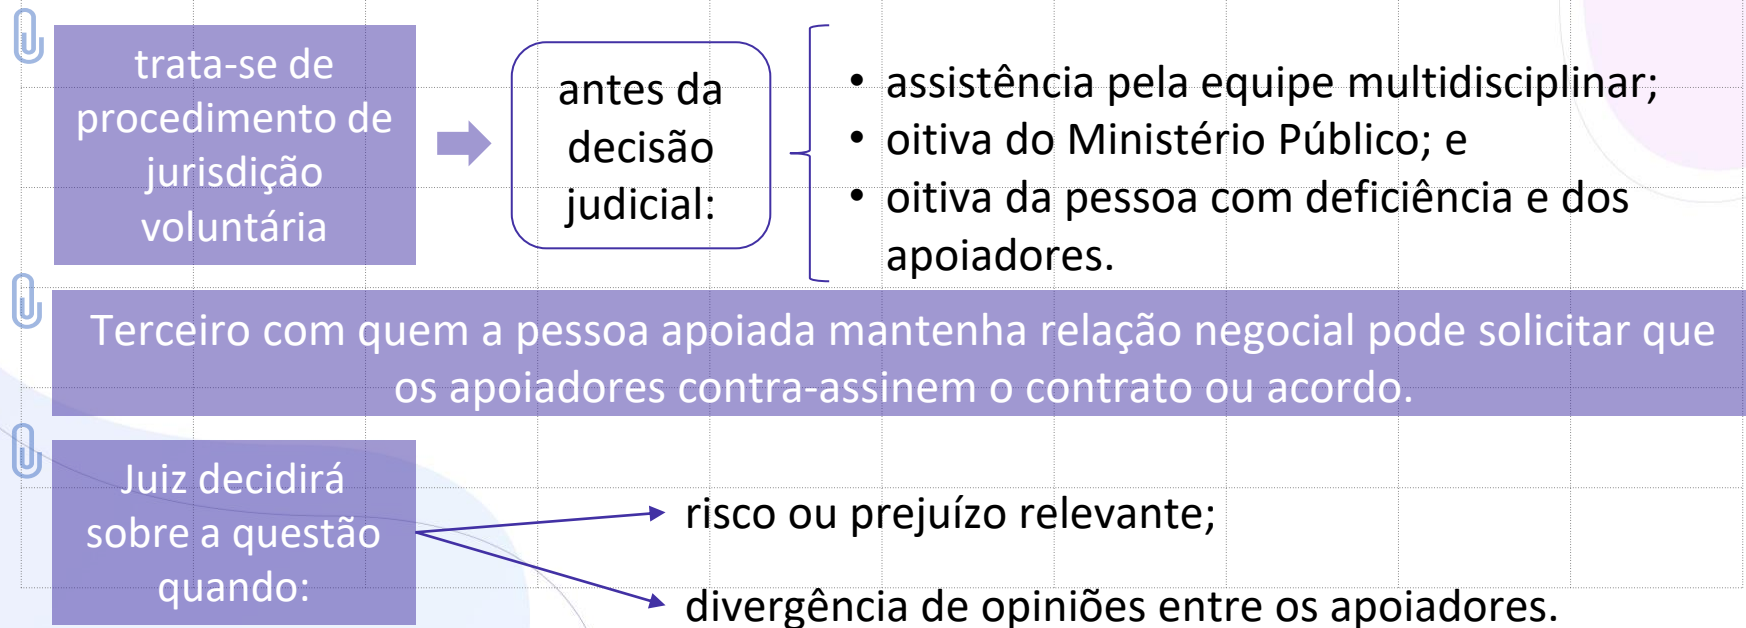 trata-se de
procedimento de
jurisdição
voluntária
antes da
decisão
judicial:
• assistência pela equipe multidisciplinar;
• oitiva do Ministério Público; e
• oitiva da pessoa com deficiência e dos
apoiadores.
Terceiro com quem a pessoa apoiada mantenha relação negocial pode solicitar que
os apoiadores contra-assinem o contrato ou acordo.
Juiz decidirá
sobre a questão
quando:
risco ou prejuízo relevante;
divergência de opiniões entre os apoiadores.